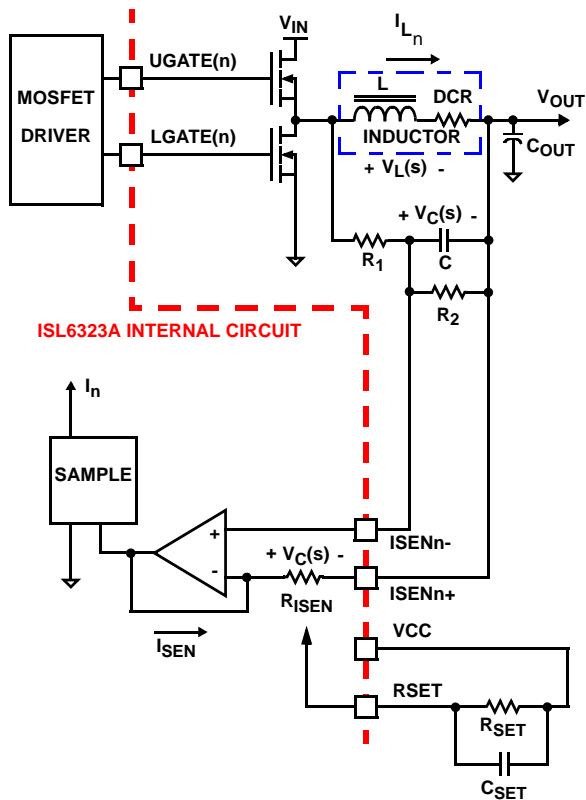 MOSFET
DRIVER
UGATE(n)
LGATE(n)
VIN
ILn
L
DCR
INDUCTOR
+ VL(s) -
VOUT
COUT
+ VC(s) -
R1
C
R2
ISL6323A INTERNAL CIRCUIT
In
SAMPLE
+
-
ISEN
+ VC(s) -
RISEN
ISENn-
ISENn+
VCC
RSET
RSET
CSET